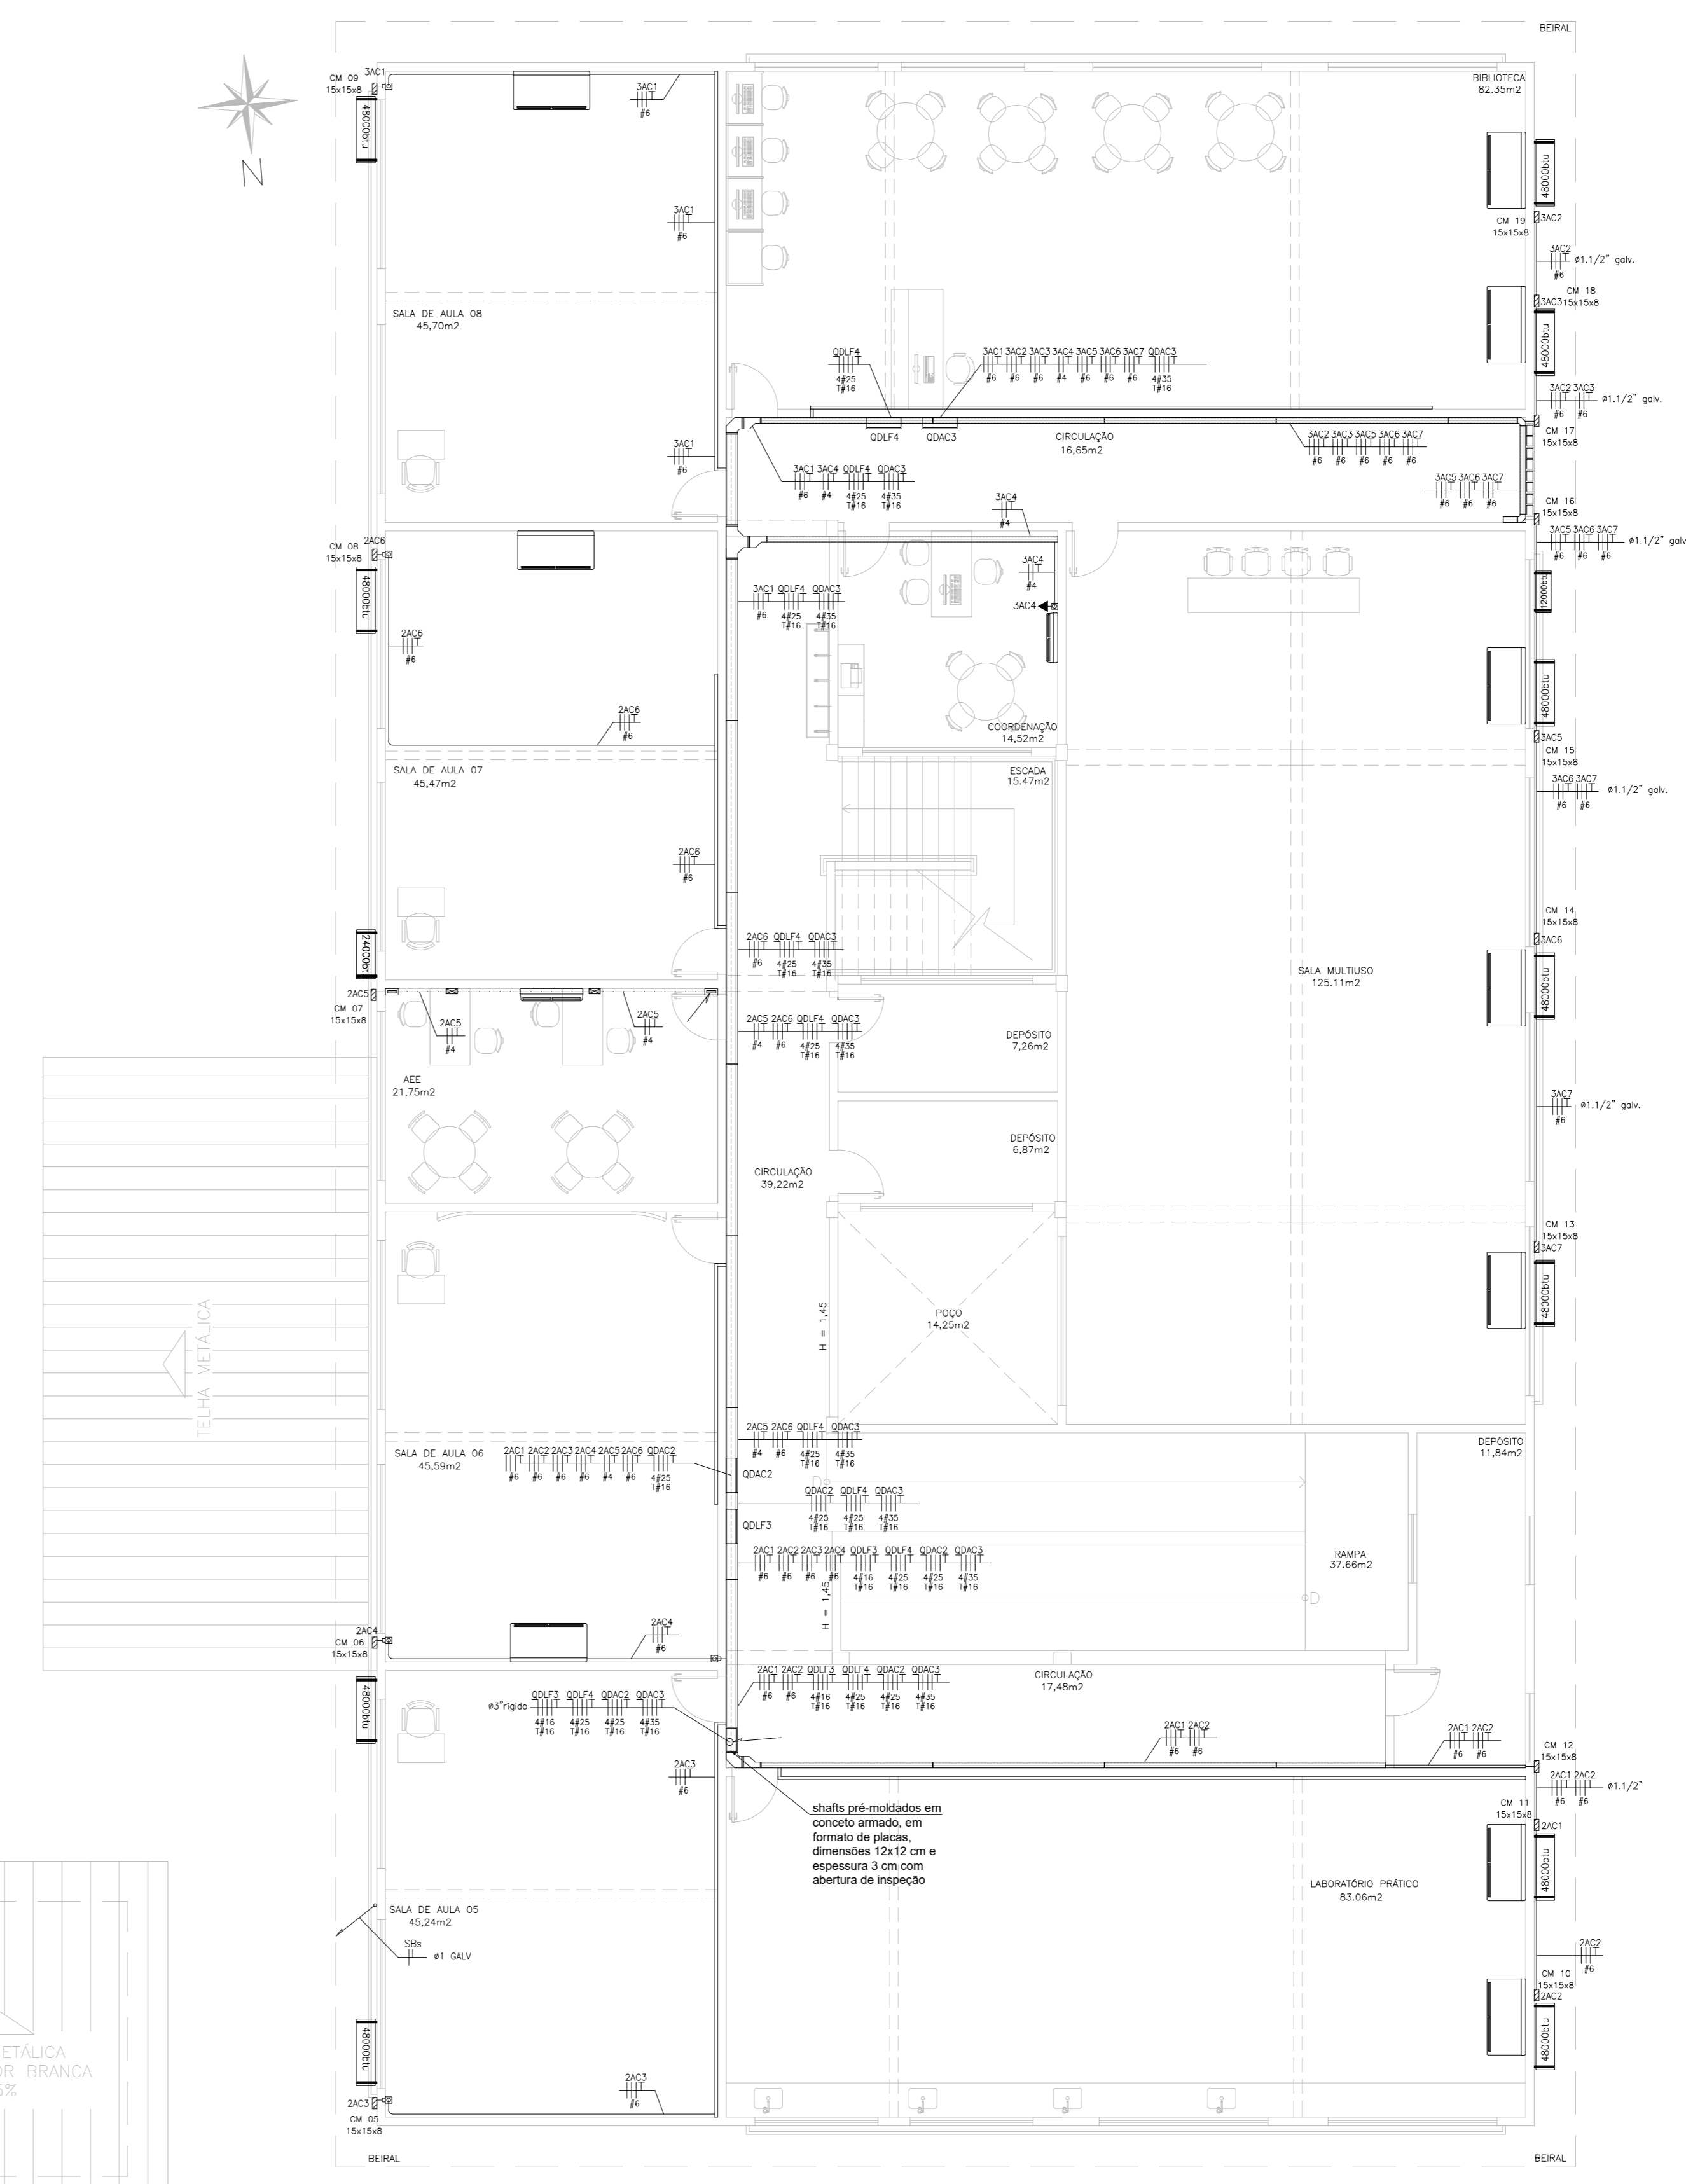 BEIRAL
CM 09
15x15x8
3AC1
48000btu
3AC1
#6
BIBLIOTECA
82.35m2
N
3AC1
#6
48000btu
CM 19
15x15x8
3AC2
3AC2
#6
ø1.1/2" galv.
CM 18
15x15x8
3AC3
48000btu
SALA DE AULA 08
45,70m2
QDLF4
4#25
T#16
3AC1 3AC2 3AC3 3AC4 3AC5 3AC6 3AC7 QDAC3
#6 #6 #6 #4 #6 #6 #6 4#35
T#16
3AC2 3AC3
#6 #6
ø1.1/2" galv.
QDLF4
QDAC3
CIRCULAÇÃO
16,65m2
3AC2 3AC3 3AC5 3AC6 3AC7
#6 #6 #6 #6 #6
CM 17
15x15x8
3AC1
#6
3AC1 3AC4 QDLF4 QDAC3
#6 #4 4#25 4#35
T#16 T#16
3AC5 3AC6 3AC7
#6 #6 #6
3AC4
#4
CM 16
15x15x8
3AC5 3AC6 3AC7
#6 #6 #6
ø1.1/2" galv
CM 08
15x15x8
2AC6
48000btu
3AC4
#4
3AC4
12000btu
3AC1 QDLF4 QDAC3
#6 4#25 4#35
T#16 T#16
2AC6
#6
48000btu
2AC6
#6
COORDENAÇÃO
14,52m2
3AC5
CM 15
15x15x8
SALA DE AULA 07
45,47m2
ESCADA
15.47m2
3AC6 3AC7
#6 #6
ø1.1/2" galv.
2AC6
#6
24000btu
2AC6 QDLF4 QDAC3
#6 4#25 4#35
T#16 T#16
CM 14
15x15x8
3AC6
SALA MULTIUSO
125.11m2
48000btu
2AC5
CM 07
15x15x8
2AC5
#4
2AC5
#4
2AC5 2AC6 QDLF4 QDAC3
#4 #6 4#25 4#35
T#16 T#16
DEPÓSITO
7,26m2
AEE
21,75m2
3AC7
#6
ø1.1/2" galv.
DEPÓSITO
6,87m2
CIRCULAÇÃO
39,22m2
CM 13
15x15x8
3AC7
48000btu
TELHA METÁLICA
H = 1,45
POÇO
14,25m2
SALA DE AULA 06
45,59m2
2AC1 2AC2 2AC3 2AC4 2AC5 2AC6 QDAC2
#6 #6 #6 #6 #4 #6 4#25
T#16
2AC5 2AC6 QDLF4 QDAC3
#4 #6 4#25 4#35
T#16 T#16
DEPÓSITO
11,84m2
QDAC2
D
QDAC2 QDLF4 QDAC3
4#25 4#25 4#35
T#16 T#16 T#16
QDLF3
2AC1 2AC2 2AC3 2AC4 QDLF3 QDLF4 QDAC2 QDAC3
#6 #6 #6 #6 4#16 4#25 4#25 4#35
T#16 T#16 T#16 T#16
RAMPA
37.66m2
D
H = 1,45
2AC4
CM 06
15x15x8
2AC4
#6
48000btu
ø3"rígido
QDLF3 QDLF4 QDAC2 QDAC3
4#16 4#25 4#25 4#35
T#16 T#16 T#16 T#16
2AC1 2AC2 QDLF3 QDLF4 QDAC2 QDAC3
#6 #6 4#16 4#25 4#25 4#35
T#16 T#16 T#16 T#16
CIRCULAÇÃO
17,48m2
2AC1 2AC2
#6 #6
2AC1 2AC2
#6 #6
CM 12
15x15x8
2AC1 2AC2
#6 #6
ø1.1/2"
2AC3
#6
shafts pré-moldados em
conceto armado, em
formato de placas,
dimensões 12x12 cm e
espessura 3 cm com
abertura de inspeção
CM 11
15x15x8
2AC1
48000btu
LABORATÓRIO PRÁTICO
83.06m2
SALA DE AULA 05
45,24m2
SBs
ø1 GALV
2AC2
#6
CM 10
15x15x8
2AC2
48000btu
48000btu
ETÁLICA
OR BRANCA
5%
2AC3
#6
2AC3
CM 05
15x15x8
BEIRAL
BEIRAL